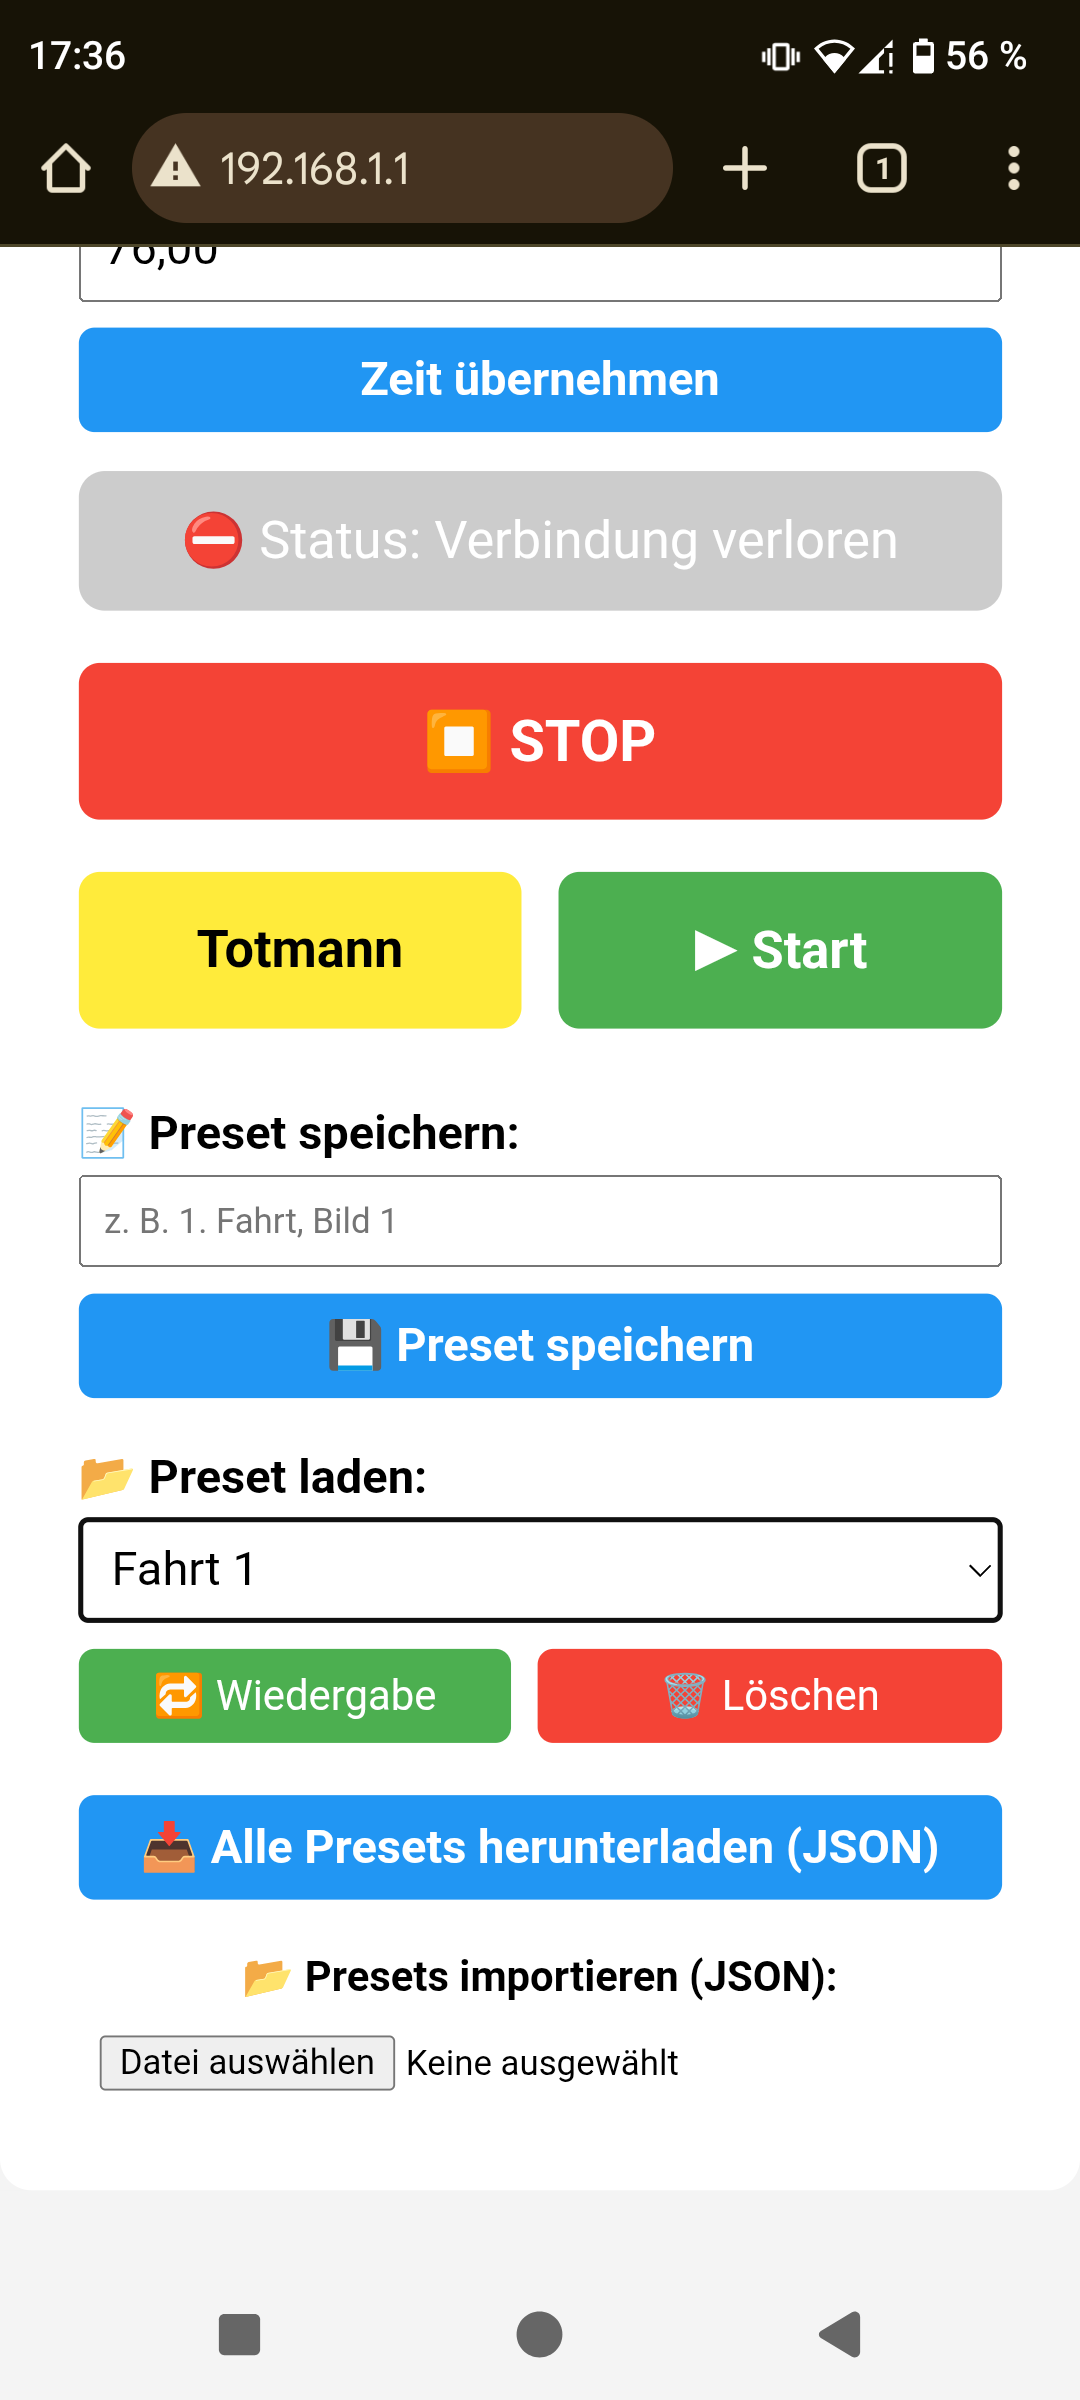 17:36
56 %
192.168.1.1
1
76,00
Zeit übernehmen
⛔ Status: Verbindung verloren
⏹️ STOP
Totmann
▶ Start
📝 Preset speichern:
z. B. 1. Fahrt, Bild 1
💾 Preset speichern
📂 Preset laden:
Fahrt 1
🔁 Wiedergabe
🗑️ Löschen
📥 Alle Presets herunterladen (JSON)
📂 Presets importieren (JSON):
Datei auswählen Keine ausgewählt